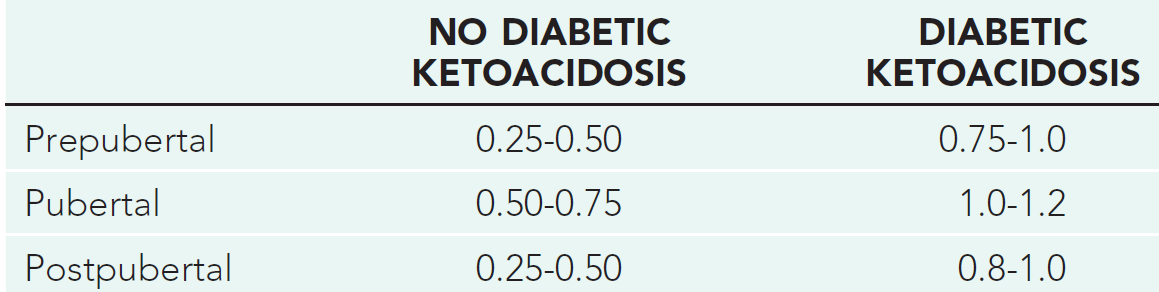 NO DIABETIC KETOACIDOSIS DIABETIC KETOACIDOSIS
Prepubertal 0.25-0.50 0.75-1.0
Pubertal 0.50-0.75 1.0-1.2
Postpubertal 0.25-0.50 0.8-1.0